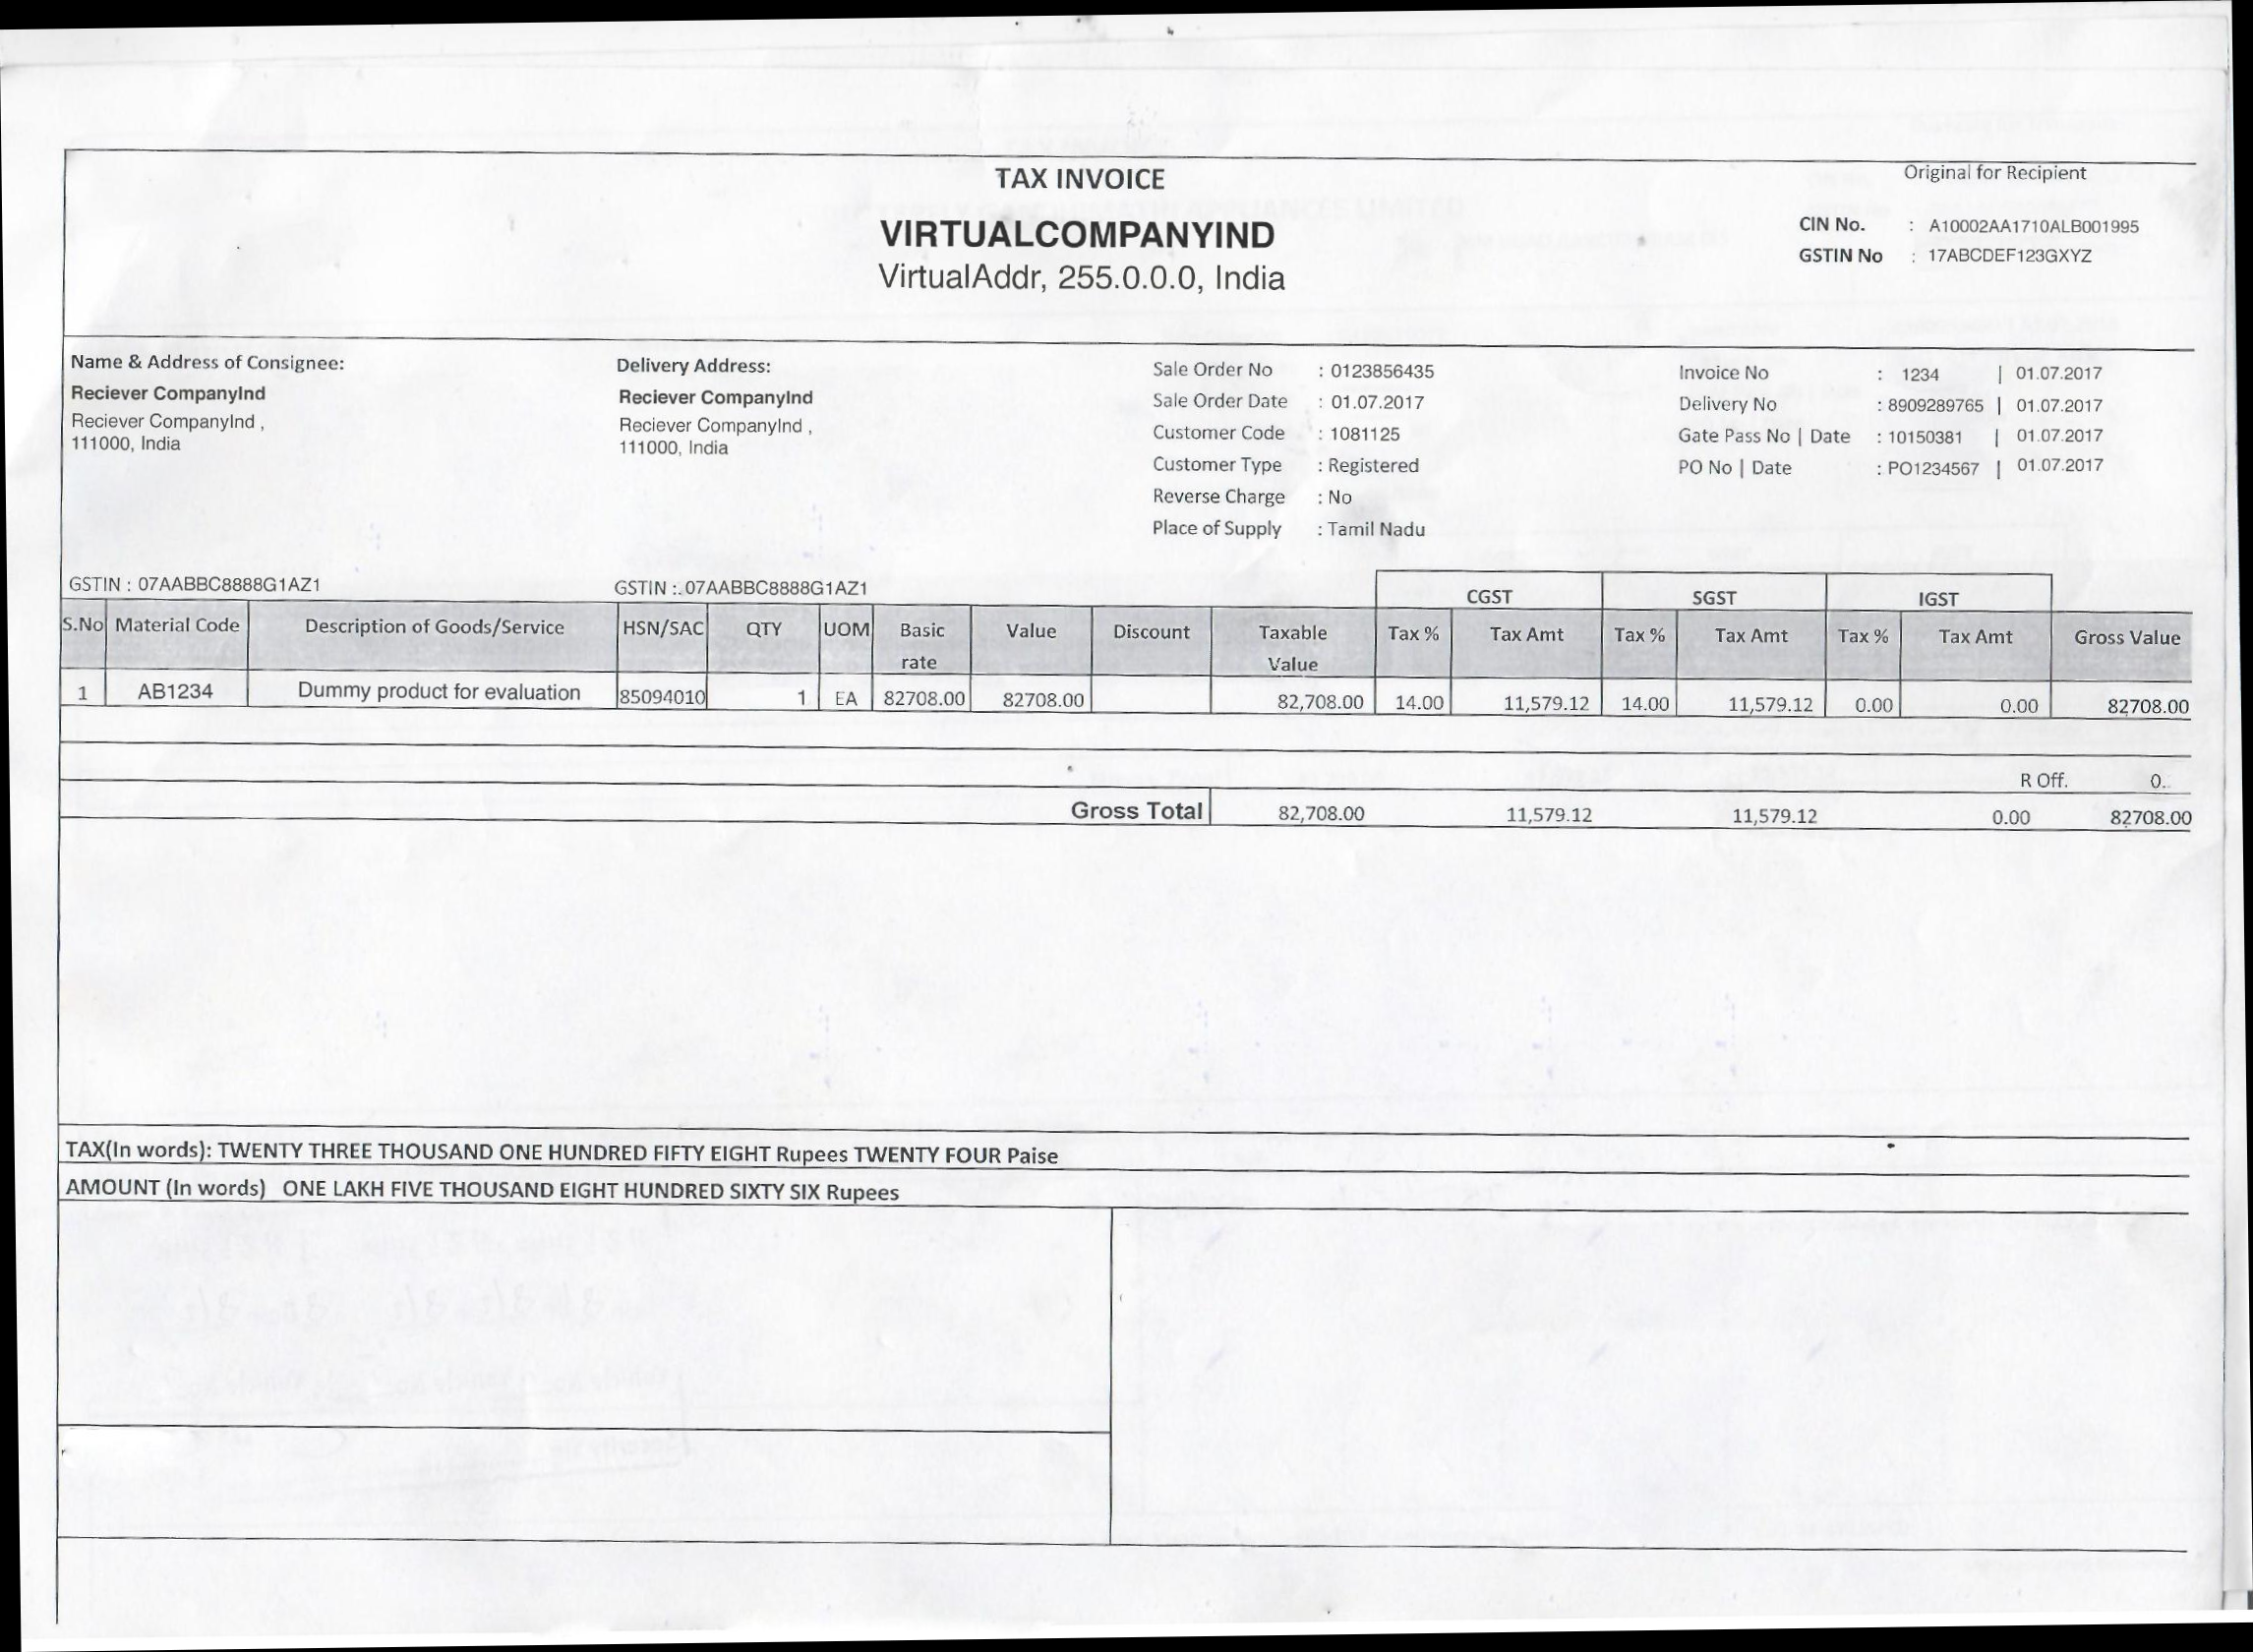 TAX INVOICE
Original for Recipient
VIRTUALCOMPANYIND
VirtualAddr, 255.0.0.0, India
CIN No. : A10002AA1710ALB001995
GSTIN No : 17ABCDEF123GXYZ
Name & Address of Consignee:
Reciever CompanyInd
Reciever CompanyInd ,
111000, India
GSTIN : 07AABBC8888G1AZ1
Delivery Address:
Reciever CompanyInd
Reciever CompanyInd ,
111000, India
GSTIN :. 07AABBC8888G1AZ1
Sale Order No : 0123856435
Sale Order Date : 01.07.2017
Customer Code : 1081125
Customer Type : Registered
Reverse Charge : No
Place of Supply : Tamil Nadu
Invoice No : 1234 | 01.07.2017
Delivery No : 8909289765 | 01.07.2017
Gate Pass No | Date : 10150381 | 01.07.2017
PO No | Date : PO1234567 | 01.07.2017
CGST SGST IGST
S.No Material Code Description of Goods/Service HSN/SAC QTY UOM Basic rate Value Discount Taxable Value Tax % Tax Amt Tax % Tax Amt Tax % Tax Amt Gross Value
1 AB1234 Dummy product for evaluation 85094010 1 EA 82708.00 82708.00 82,708.00 14.00 11,579.12 14.00 11,579.12 0.00 0.00 82708.00
R Off. 0..
Gross Total 82,708.00 11,579.12 11,579.12 0.00 82708.00
TAX(In words): TWENTY THREE THOUSAND ONE HUNDRED FIFTY EIGHT Rupees TWENTY FOUR Paise
AMOUNT (In words) ONE LAKH FIVE THOUSAND EIGHT HUNDRED SIXTY SIX Rupees